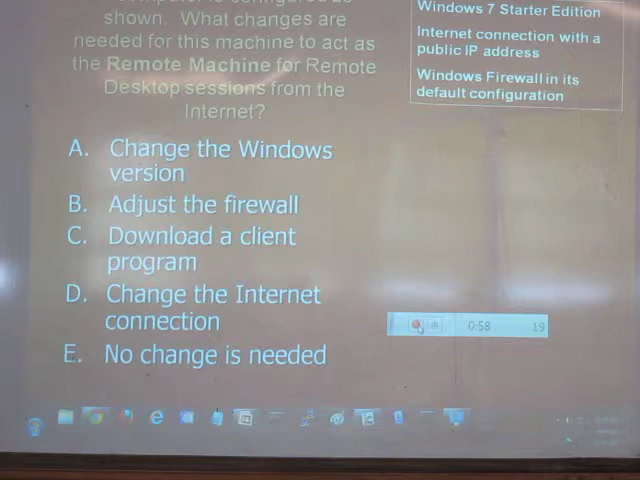 shown. What changes are
needed for this machine to act as
the Remote Machine for Remote
Desktop sessions from the
Internet?
Windows 7 Starter Edition
Internet connection with a
public IP address
Windows Firewall in its
default configuration
A. Change the Windows
version
B. Adjust the firewall
C. Download a client
program
D. Change the Internet
connection
E. No change is needed
0:58 19